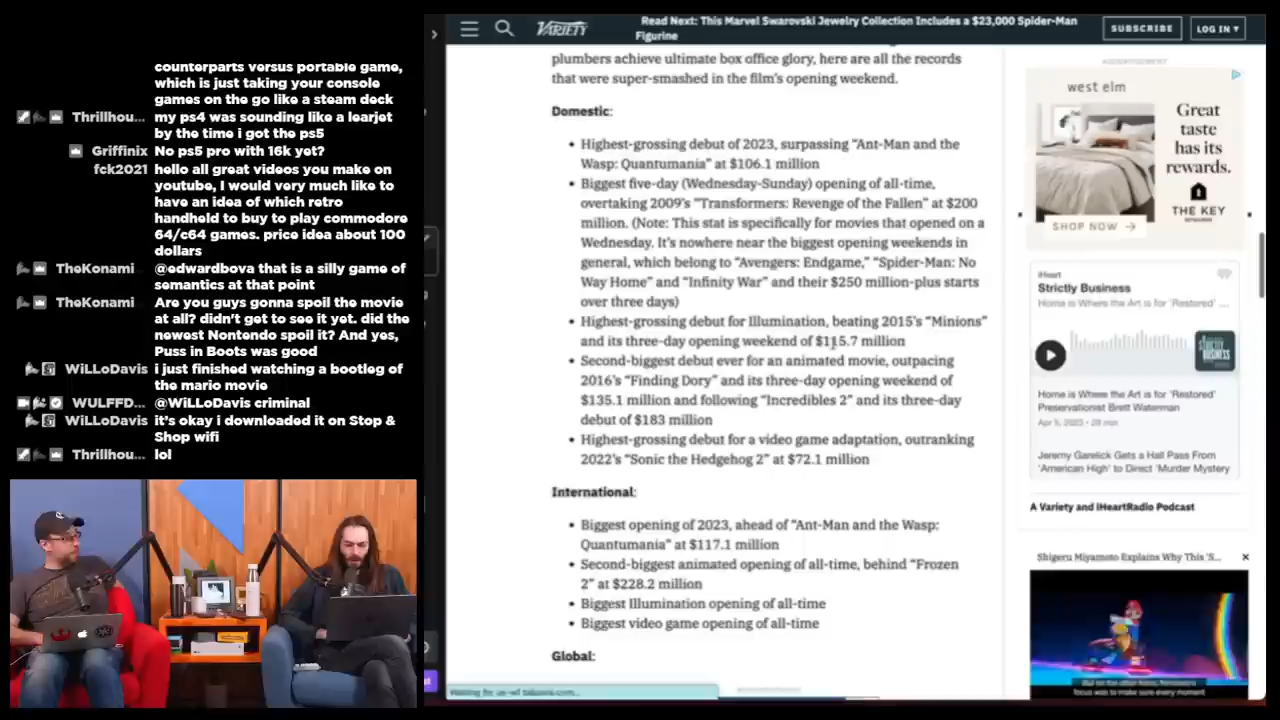 counterparts versus portable game,
which is just taking your console
games on the go like a steam deck
Thrillhou... my ps4 was sounding like a learjet
by the time i got the ps5
Griffinix No ps5 pro with 16k yet?
fck2021 hello all great videos you make on
youtube, I would very much like to
have an idea of which retro
handheld to buy to play commodore
64/c64 games. price idea about 100
dollars
TheKonami @edwardbova that is a silly game of
semantics at that point
TheKonami Are you guys gonna spoil the movie
at all? didn't get to see it yet. did the
newest Nontendo spoil it? And yes,
Puss in Boots was good
WiLLoDavis i just finished watching a bootleg of
the mario movie
WULFFD... @WiLLoDavis criminal
WiLLoDavis it's okay i downloaded it on Stop &
Shop wifi
Thrillhou... lol
VARIETY
Read Next: This Marvel Swarovski Jewelry Collection Includes a $23,000 Spider-Man
Figurine
SUBSCRIBE
LOG IN
plumbers achieve ultimate box office glory, here are all the records
that were super-smashed in the film's opening weekend.
Domestic:
• Highest-grossing debut of 2023, surpassing "Ant-Man and the
Wasp: Quantumania" at $106.1 million
• Biggest five-day (Wednesday-Sunday) opening of all-time,
overtaking 2009's "Transformers: Revenge of the Fallen" at $200
million. (Note: This stat is specifically for movies that opened on a
Wednesday. It's nowhere near the biggest opening weekends in
general, which belong to "Avengers: Endgame," "Spider-Man: No
Way Home" and "Infinity War" and their $250 million-plus starts
over three days)
• Highest-grossing debut for Illumination, beating 2015's "Minions"
and its three-day opening weekend of $115.7 million
• Second-biggest debut ever for an animated movie, outpacing
2016's "Finding Dory" and its three-day opening weekend of
$135.1 million and following "Incredibles 2" and its three-day
debut of $183 million
• Highest-grossing debut for a video game adaptation, outranking
2022's "Sonic the Hedgehog 2" at $72.1 million
International:
• Biggest opening of 2023, ahead of "Ant-Man and the Wasp:
Quantumania" at $117.1 million
• Second-biggest animated opening of all-time, behind "Frozen
2" at $228.2 million
• Biggest Illumination opening of all-time
• Biggest video game opening of all-time
Global:
ADVERTISEMENT
west elm
Great
taste
has its
rewards.
THE KEY
REWARDS
SHOP NOW →
iHeart
Strictly Business
Home is Where the Art is for 'Restored' ...
STRICTLY
BUSINESS
Home is Where the Art is for 'Restored'
Preservationist Brett Waterman
Apr 5, 2023 • 28 min
Jeremy Garelick Gets a Hall Pass From
'American High' to Direct 'Murder Mystery
A Variety and iHeartRadio Podcast
Shigeru Miyamoto Explains Why This 'S...
focus was to make sure every moment